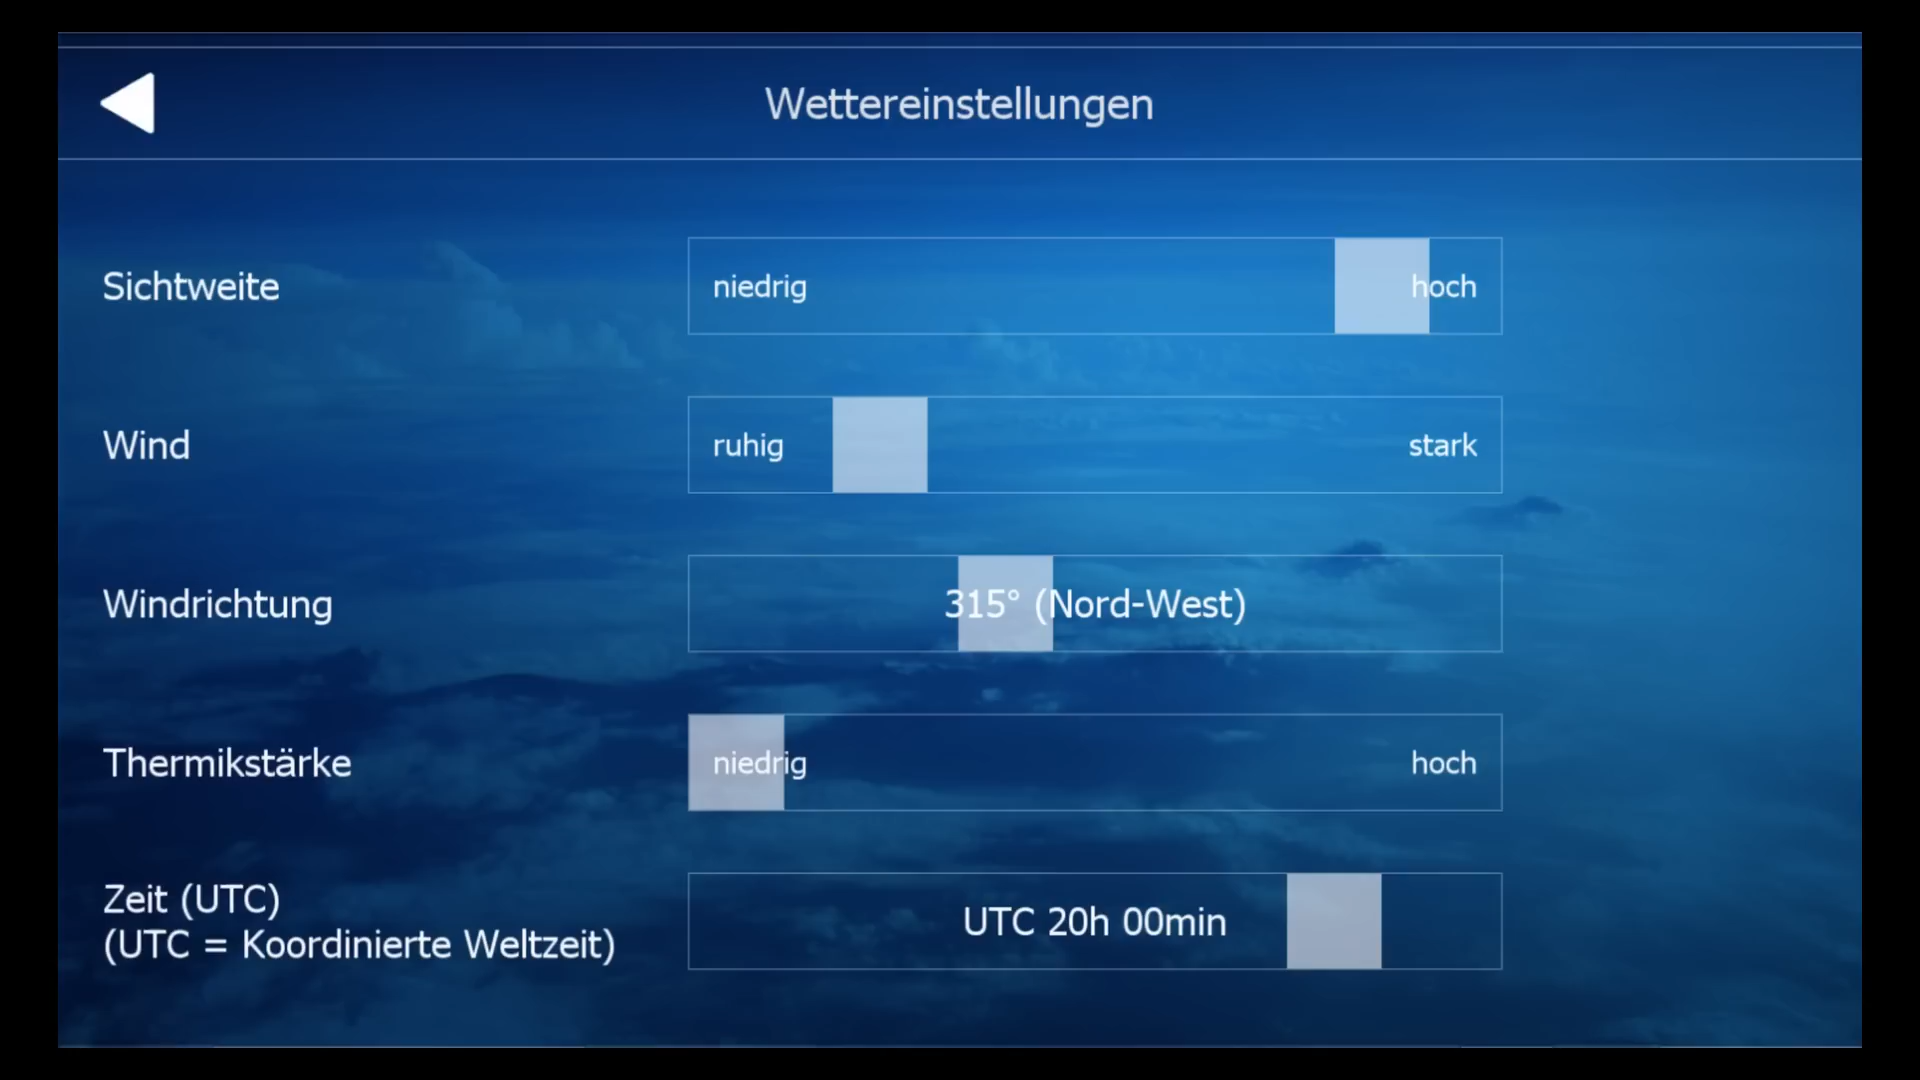 Wettereinstellungen
Sichtweite
niedrig
hoch
Wind
ruhig
stark
Windrichtung
315° (Nord-West)
Thermikstärke
niedrig
hoch
Zeit (UTC)
(UTC = Koordinierte Weltzeit)
UTC 20h 00min